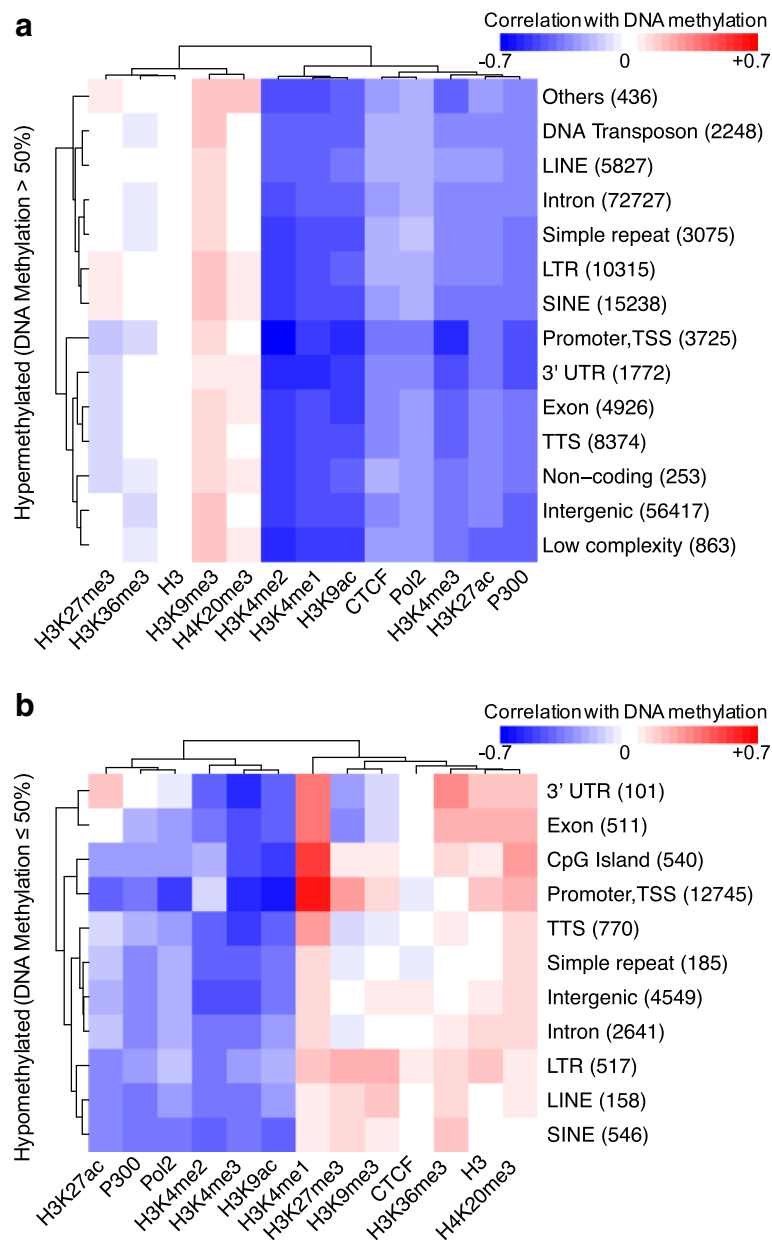 a
Correlation with DNA methylation
-0.7 0 +0.7
Hypermethylated (DNA Methylation > 50%)
Others (436)
DNA Transposon (2248)
LINE (5827)
Intron (72727)
Simple repeat (3075)
LTR (10315)
SINE (15238)
Promoter,TSS (3725)
3' UTR (1772)
Exon (4926)
TTS (8374)
Non−coding (253)
Intergenic (56417)
Low complexity (863)
H3K27me3 H3K36me3 H3 H3K9me3 H4K20me3 H3K4me2 H3K4me1 H3K9ac CTCF Pol2 H3K4me3 H3K27ac P300
b
Correlation with DNA methylation
-0.7 0 +0.7
Hypomethylated (DNA Methylation ≤ 50%)
3’ UTR (101)
Exon (511)
CpG Island (540)
Promoter,TSS (12745)
TTS (770)
Simple repeat (185)
Intergenic (4549)
Intron (2641)
LTR (517)
LINE (158)
SINE (546)
H3K27ac P300 Pol2 H3K4me2 H3K4me3 H3K9ac H3K4me1 H3K27me3 H3K9me3 CTCF H3K36me3 H3 H4K20me3